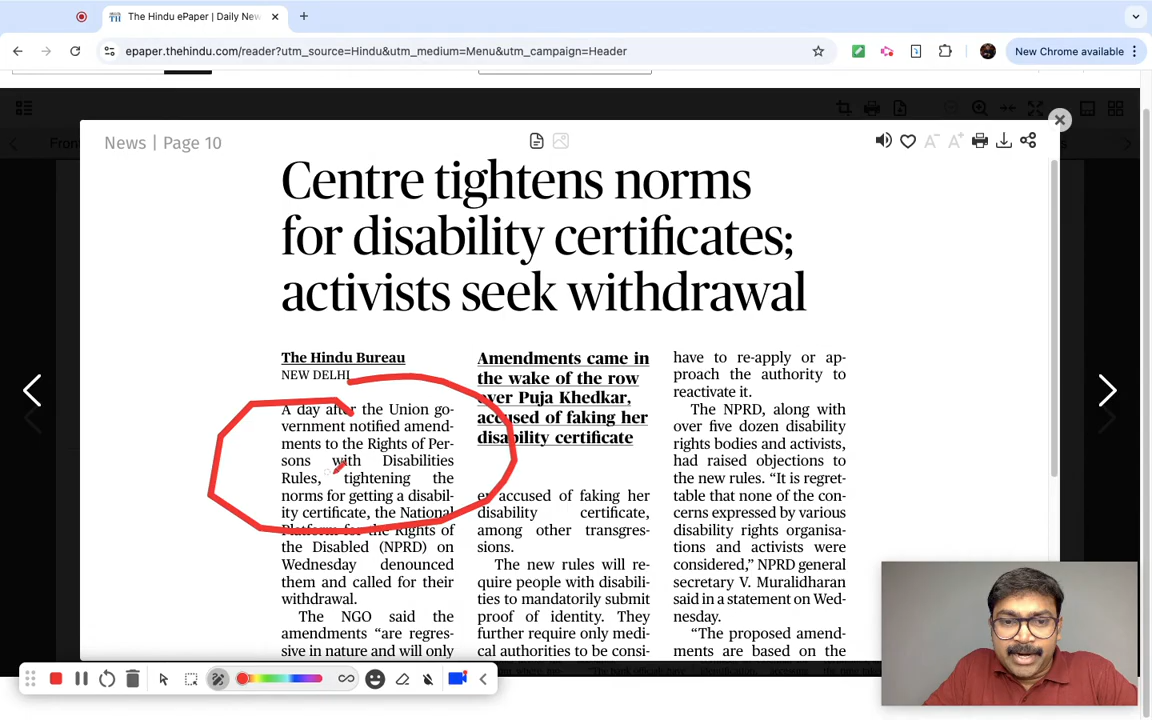 The Hindu ePaper | Daily New
epaper.thehindu.com/reader?utm_source=Hindu&utm_medium=Menu&utm_campaign=Header
New Chrome available
News | Page 10
A-
A+
Centre tightens norms
for disability certificates;
activists seek withdrawal
The Hindu Bureau
NEW DELHI
A day after the Union go-
vernment notified amend-
ments to the Rights of Per-
sons with Disabilities
Rules, tightening the
norms for getting a disabil-
ity certificate, the National
Platform for the Rights of
the Disabled (NPRD) on
Wednesday denounced
them and called for their
withdrawal.
The NGO said the
amendments “are regres-
sive in nature and will only
Amendments came in
the wake of the row
over Puja Khedkar,
accused of faking her
disability certificate
er accused of faking her
disability certificate,
among other transgres-
sions.
The new rules will re-
quire people with disabili-
ties to mandatorily submit
proof of identity. They
further require only medi-
cal authorities to be consi-
have to re-apply or ap-
proach the authority to
reactivate it.
The NPRD, along with
over five dozen disability
rights bodies and activists,
had raised objections to
the new rules. “It is regret-
table that none of the con-
cerns expressed by various
disability rights organisa-
tions and activists were
considered,” NPRD general
secretary V. Muralidharan
said in a statement on Wed-
nesday.
“The proposed amend-
ments are based on the